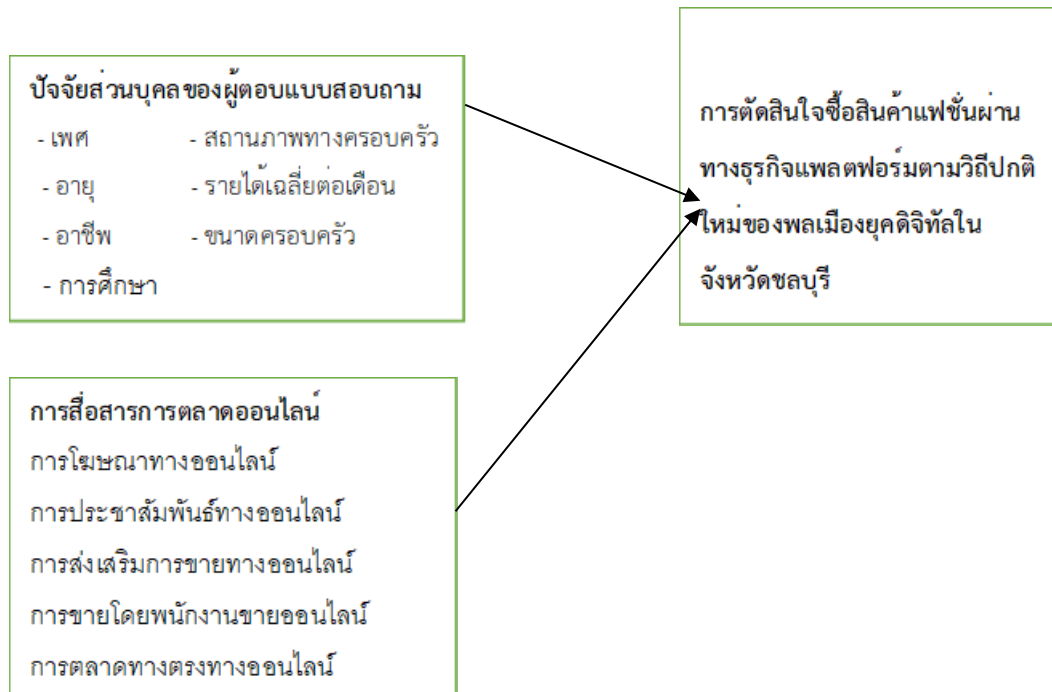 ปัจจัยส่วนบุคลของผู้ตอบแบบสอบถาม
- เพศ - สถานภาพทางครอบครัว
- อายุ - รายได้เฉลี่ยต่อเดือน
- อาชีพ - ขนาดครอบครัว
- การศึกษา
การตัดสินใจซื้อสินค้าแฟชั่นผ่าน
ทางธุรกิจแพลตฟอร์มตามวิถีปกติ
ใหม่ของพลเมืองยุคดิจิทัลใน
จังหวัดชลบุรี
การสื่อสารการตลาดออนไลน์
การโฆษณาทางออนไลน์
การประชาสัมพันธ์ทางออนไลน์
การส่งเสริมการขายทางออนไลน์
การขายโดยพนักงานขายออนไลน์
การตลาดทางตรงทางออนไลน์